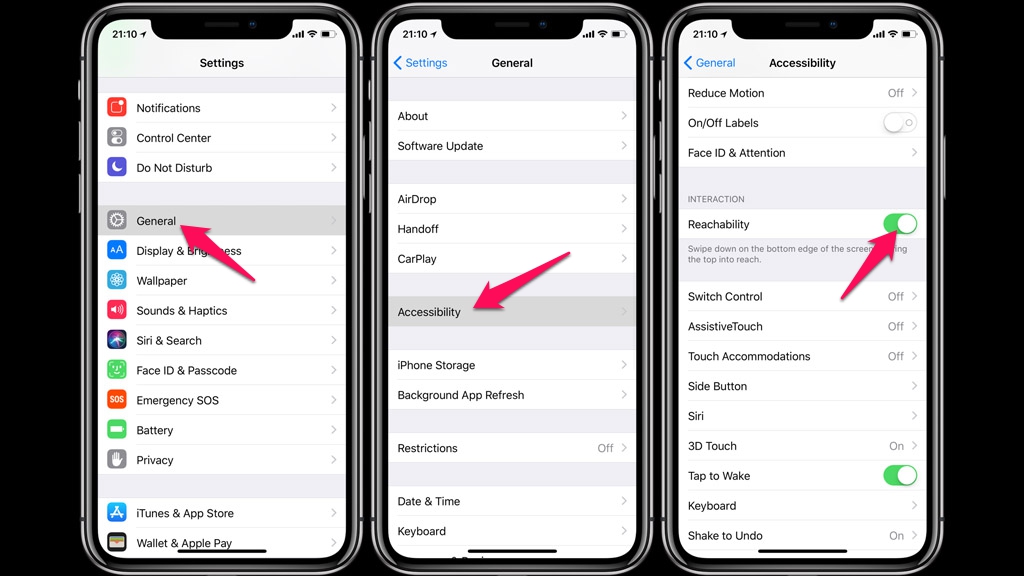 21:10
Settings
Notifications
Control Center
Do Not Disturb
General
AA Display & Brightness
Wallpaper
Sounds & Haptics
Siri & Search
Face ID & Passcode
SOS Emergency SOS
Battery
Privacy
iTunes & App Store
Wallet & Apple Pay
21:10
Settings General
About
Software Update
AirDrop
Handoff
CarPlay
Accessibility
iPhone Storage
Background App Refresh
Restrictions Off
Date & Time
Keyboard
21:10
General Accessibility
Reduce Motion Off
On/Off Labels
Face ID & Attention
INTERACTION
Reachability
Swipe down on the bottom edge of the screen
the top into reach.
Switch Control Off
AssistiveTouch Off
Touch Accommodations Off
Side Button
Siri
3D Touch On
Tap to Wake
Keyboard
Shake to Undo On